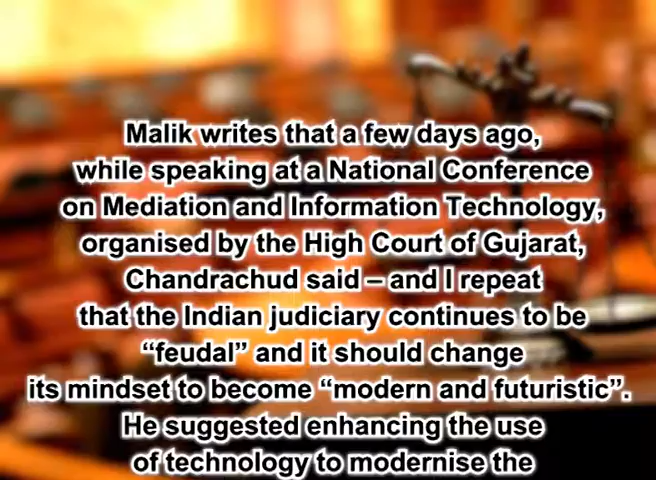 Malik writes that a few days ago,
while speaking at a National Conference
on Mediation and Information Technology,
organised by the High Court of Gujarat,
Chandrachud said – and I repeat
that the Indian judiciary continues to be
“feudal” and it should change
its mindset to become “modern and futuristic”.
He suggested enhancing the use
of technology to modernise the